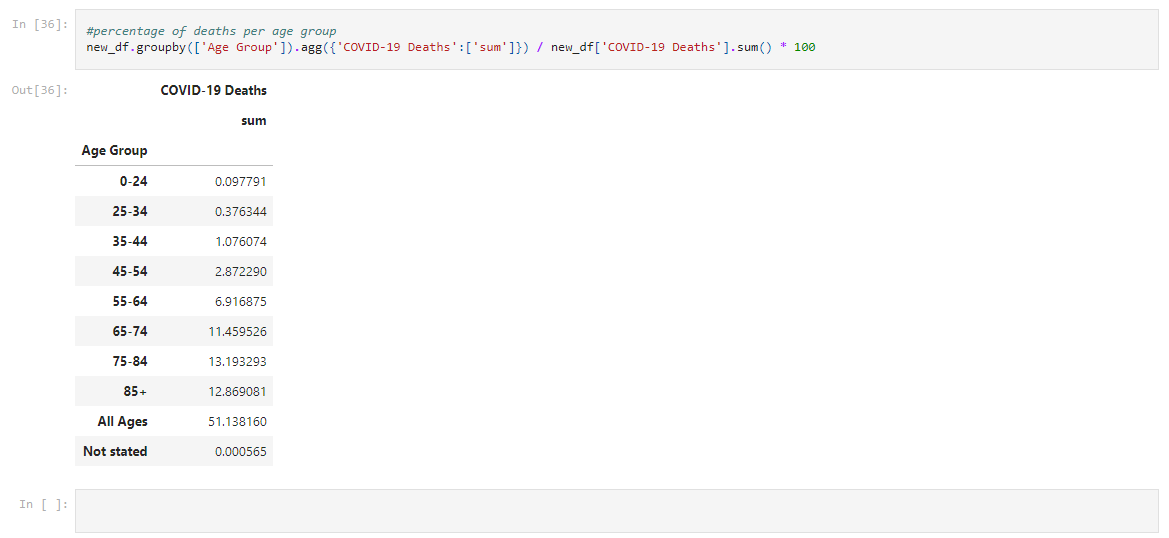 In [36]:
#percentage of deaths per age group
new_df.groupby(['Age Group']).agg({'COVID-19 Deaths':['sum']}) / new_df['COVID-19 Deaths'].sum() * 100
Out[36]:
COVID-19 Deaths
sum
Age Group
0-24 0.097791
25-34 0.376344
35-44 1.076074
45-54 2.872290
55-64 6.916875
65-74 11.459526
75-84 13.193293
85+ 12.869081
All Ages 51.138160
Not stated 0.000565
In [ ]: